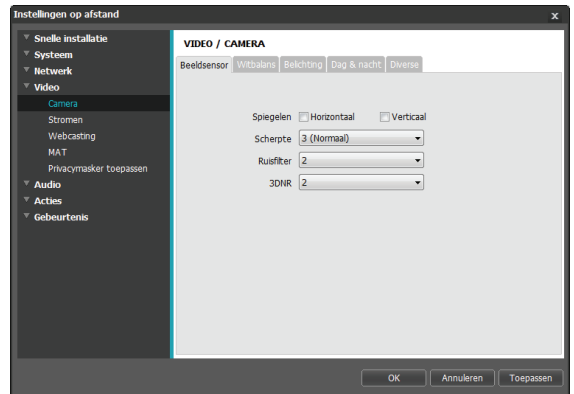 Instellingen op afstand
x
Snelle installatie
Systeem
Netwerk
Video
Camera
Stromen
Webcasting
MAT
Privacymasker toepassen
Audio
Acties
Gebeurtenis
VIDEO / CAMERA
Beeldsensor Witbalans Belichting Dag & nacht Diverse
Spiegelen Horizontaal Verticaal
Scherpte 3 (Normaal)
Ruisfilter 2
3DNR 2
OK Annuleren Toepassen